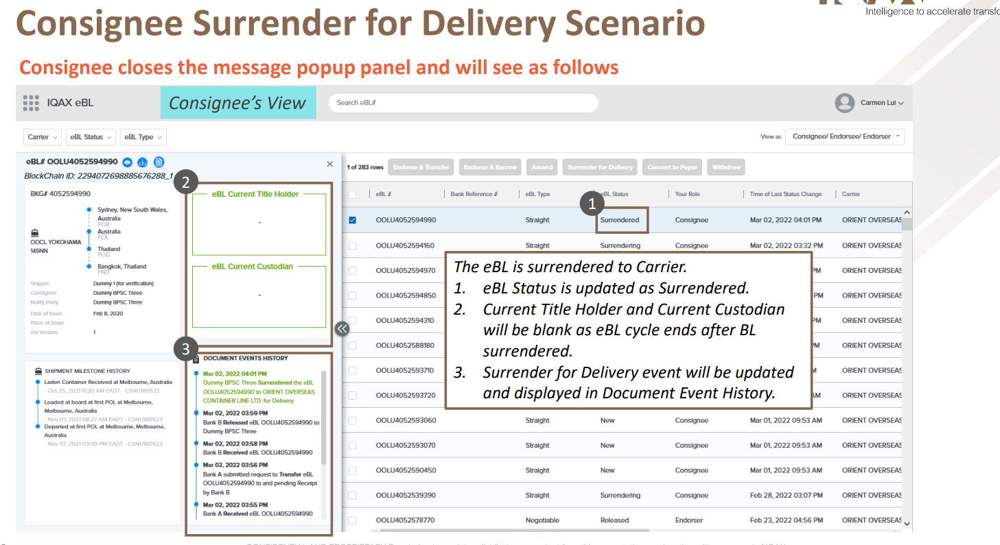 Intelligence to accelerate
Consignee Surrender for Delivery Scenario
Consignee closes the message popup panel and will see as follows
IQAX eBL
Consignee's View
Search eBL#
Carmen Lui
Carrier
eBL Status
eBL Type
View as
Consignee/ Endorsee/ Endorser
eBL# OOLU4052594990
BlockChain ID: 2294072698885676288_1
BKG# 4052594990
Sydney, New South Wales,
Australia
POR
Australia
POL
OOCL YOKOHAMA
149NN
Thailand
POD
Bangkok, Thailand
FND
Shipper Dummy 1 (for verification)
Consignee Dummy BPSC Three
Notify Party Dummy BPSC Three
Date of Issue Feb 8, 2020
Place of Issue
ebl Version 1
SHIPMENT MILESTONE HISTORY
Laden Container Received at Melbourne, Australia
Oct 25, 2021 11:20 AM EADT - CSNU180523
Loaded at board at first POL at Melbourne,
Melbourne, Australia
Nov 07, 2021 08:27 AM EADT - CSNU180523
Departed at first POL at Melbourne, Melbourne,
Australia
Nov 07, 2021 03:09 PM EADT - CSNU180523
2
eBL Current Title Holder
-
eBL Current Custodian
-
3
DOCUMENT EVENTS HISTORY
Mar 02, 2022 04:01 PM
Dummy BPSC Three Surrendered the eBL
OOLU4052594990 to ORIENT OVERSEAS
CONTAINER LINE LTD. for Delivery
Mar 02, 2022 03:59 PM
Bank B Released eBL OOLU4052594990 to
Dummy BPSC Three
Mar 02, 2022 03:58 PM
Bank B Received eBL OOLU4052594990
Mar 02, 2022 03:56 PM
Bank A submitted request to Transfer eBL
OOLU4052594990 to and pending Receipt
by Bank B
Mar 02, 2022 03:55 PM
Bank A Received eBL OOLU4052594990
1 of 283 rows Endorse & Transfer Endorse & Escrow Amend Surrender for Delivery Convert to Paper Withdraw
eBL # Bank Reference # eBL Type eBL Status Your Role Time of Last Status Change Carrier
1
OOLU4052594990 Straight Surrendered Consignee Mar 02, 2022 04:01 PM ORIENT OVERSEAS
OOLU4052594160 Straight Surrendering Consignee Mar 02, 2022 03:32 PM ORIENT OVERSEAS
OOLU4052594970 PM ORIENT OVERSEAS
OOLU4052594850 PM ORIENT OVERSEAS
OOLU4052594310 PM ORIENT OVERSEAS
OOLU4052588180 PM ORIENT OVERSEAS
OOLU4052593710 ORIENT OVERSEAS
OOLU4052593720 AM ORIENT OVERSEAS
The eBL is surrendered to Carrier.
1. eBL Status is updated as Surrendered.
2. Current Title Holder and Current Custodian
will be blank as eBL cycle ends after BL
surrendered.
3. Surrender for Delivery event will be updated
and displayed in Document Event History.
OOLU4052593060 Straight New Consignee Mar 01, 2022 09:53 AM ORIENT OVERSEAS
OOLU4052593070 Straight New Consignee Mar 01, 2022 09:53 AM ORIENT OVERSEAS
OOLU4052590450 Straight New Consignee Mar 01, 2022 09:53 AM ORIENT OVERSEAS
OOLU4052539390 Straight Surrendering Consignee Feb 28, 2022 03:07 PM ORIENT OVERSEAS
OOLU4052578770 Negotiable Released Endorser Feb 23, 2022 04:56 PM ORIENT OVERSEAS